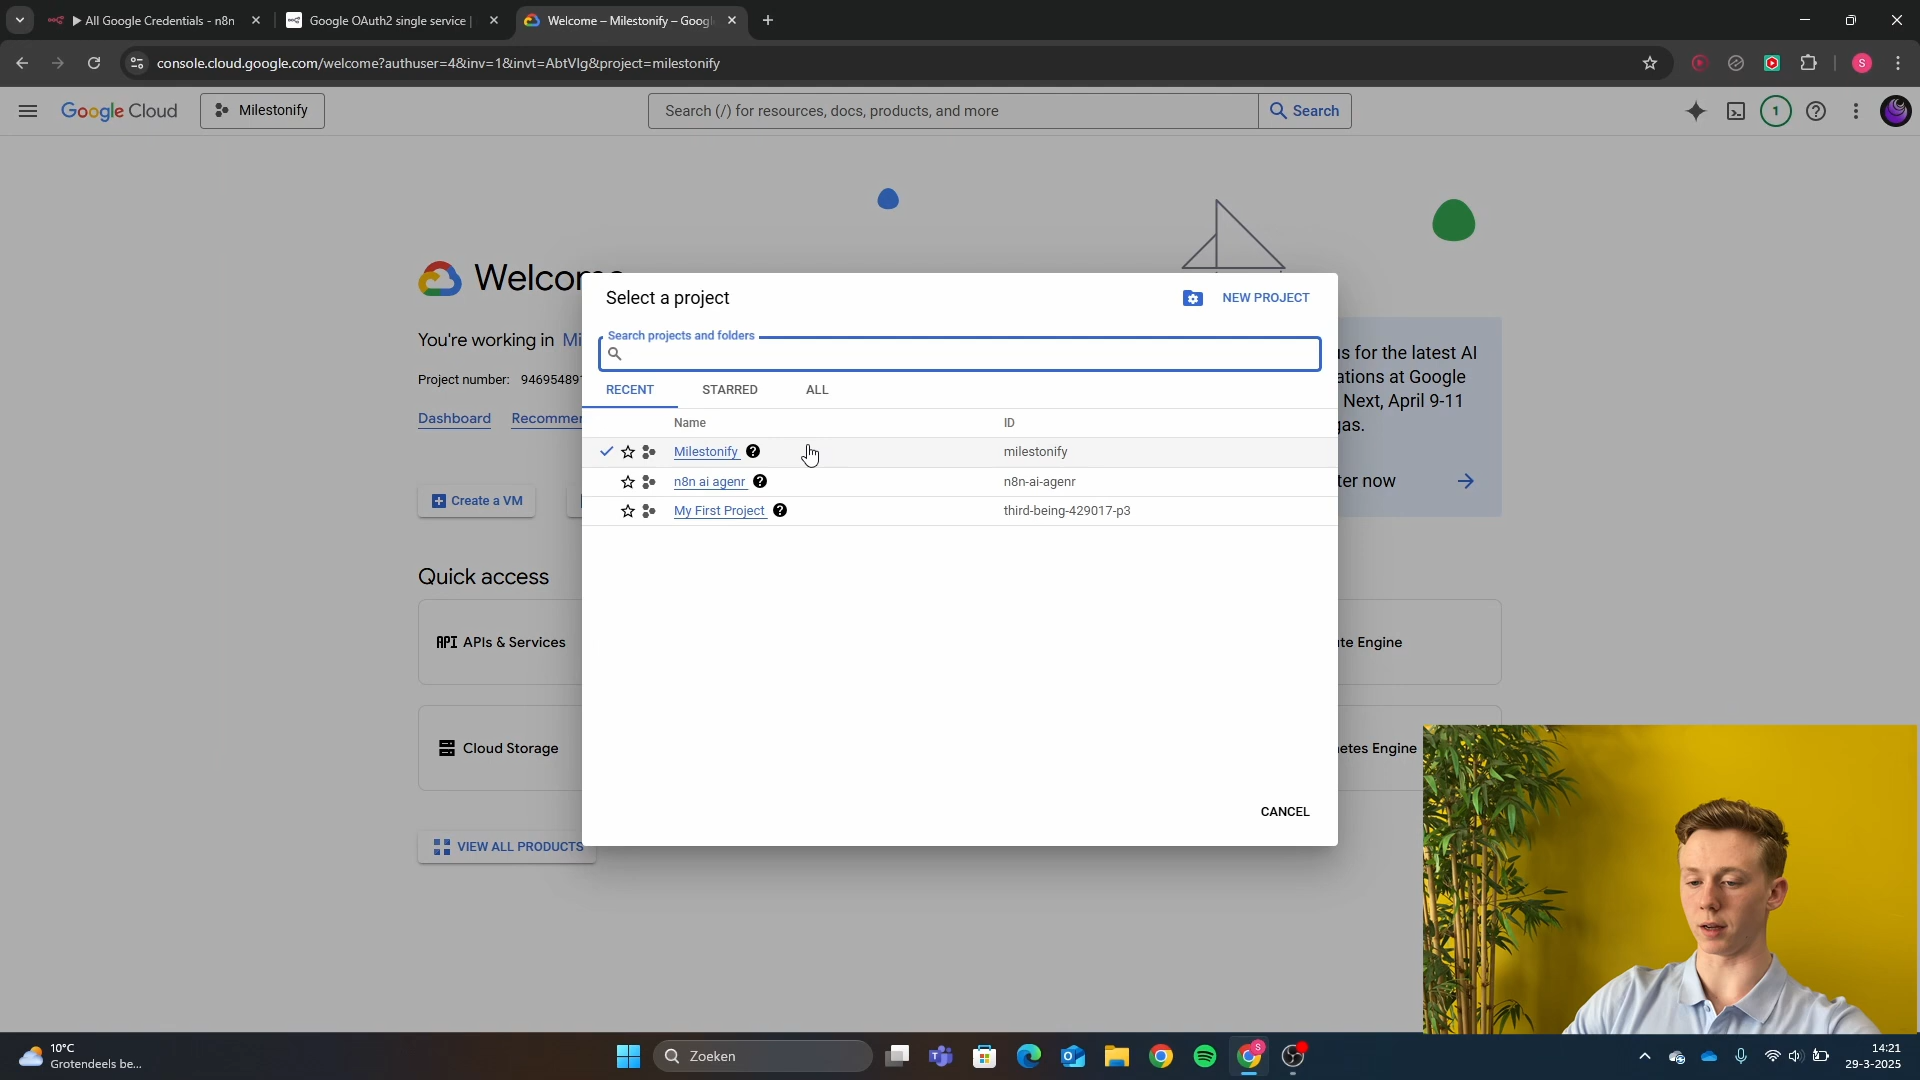 ▶ All Google Credentials - n8n
Google OAuth2 single service |
Welcome – Milestonify – Googl
console.cloud.google.com/welcome?authuser=4&inv=1&invt=AbtVlg&project=milestonify
S
Google Cloud
Milestonify
Search (/) for resources, docs, products, and more
Search
1
Welcome
Select a project
NEW PROJECT
You're working in Mi
Search projects and folders
us for the latest AI
ations at Google
Next, April 9-11
gas.
Project number: 94695489
RECENT
STARRED
ALL
Dashboard
Recommen
Name
ID
Milestonify
milestonify
n8n ai agenr
n8n-ai-agenr
ter now
My First Project
third-being-429017-p3
Create a VM
Quick access
API APIs & Services
te Engine
Cloud Storage
netes Engine
CANCEL
VIEW ALL PRODUCTS
10°C
Grotendeels be...
Zoeken
S
14:21
29-3-2025